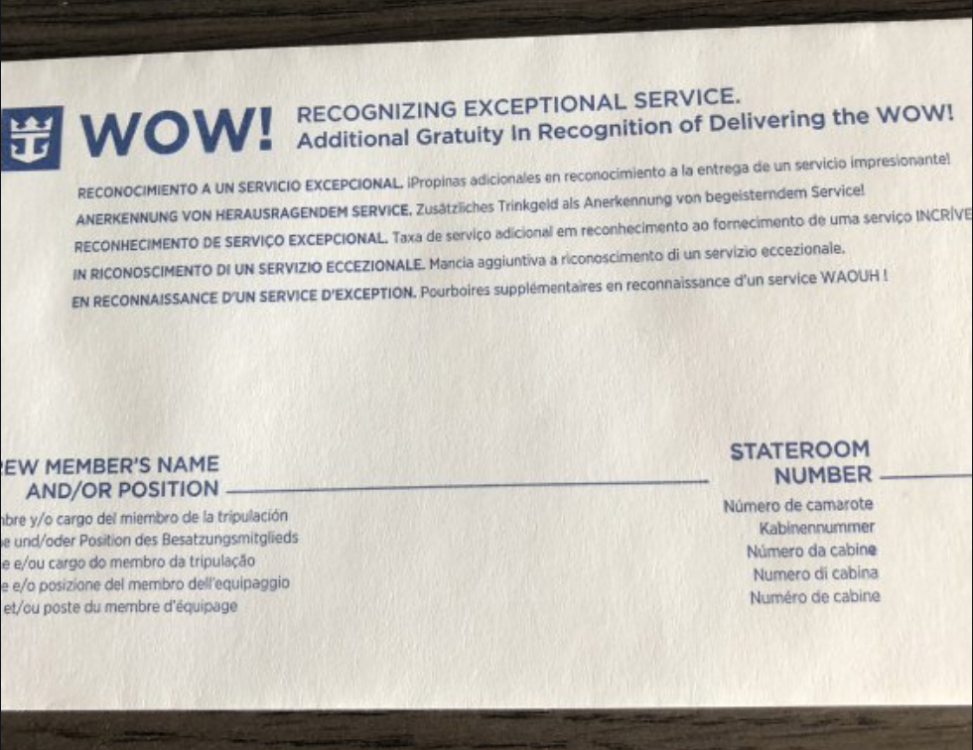 WOW! RECOGNIZING EXCEPTIONAL SERVICE.
Additional Gratuity In Recognition of Delivering the WOW!
RECONOCIMIENTO A UN SERVICIO EXCEPCIONAL. ¡Propinas adicionales en reconocimiento a la entrega de un servicio impresionante!
ANERKENNUNG VON HERAUSRAGENDEM SERVICE. Zusätzliches Trinkgeld als Anerkennung von begeisterndem Service!
RECONHECIMENTO DE SERVIÇO EXCEPCIONAL. Taxa de serviço adicional em reconhecimento ao fornecimento de uma serviço INCRÍVE
IN RICONOSCIMENTO DI UN SERVIZIO ECCEZIONALE. Mancia aggiuntiva a riconoscimento di un servizio eccezionale.
EN RECONNAISSANCE D'UN SERVICE D'EXCEPTION. Pourboires supplémentaires en reconnaissance d'un service WAOUH !
EW MEMBER'S NAME
AND/OR POSITION
bre y/o cargo del miembro de la tripulación
e und/oder Position des Besatzungsmitglieds
e e/ou cargo do membro da tripulação
e e/o posizione del membro dell'equipaggio
et/ou poste du membre d'équipage
STATEROOM
NUMBER
Número de camarote
Kabinennummer
Número da cabine
Numero di cabina
Numéro de cabine